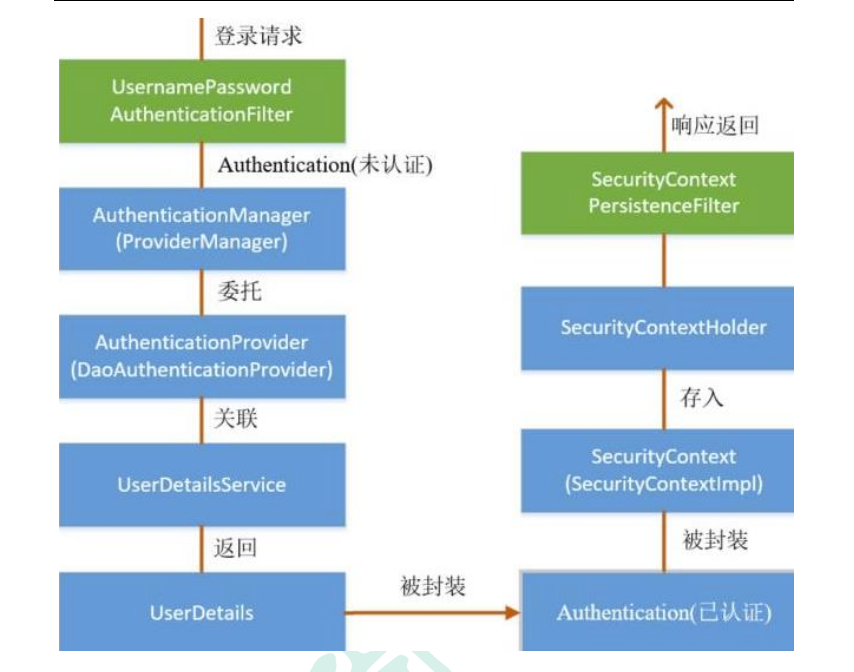 登录请求
UsernamePassword
AuthenticationFilter
Authentication(未认证)
AuthenticationManager
(ProviderManager)
委托
AuthenticationProvider
(DaoAuthenticationProvider)
关联
UserDetailsService
返回
UserDetails
被封装
Authentication(已认证)
被封装
SecurityContext
(SecurityContextImpl)
存入
SecurityContextHolder
SecurityContext
PersistenceFilter
响应返回